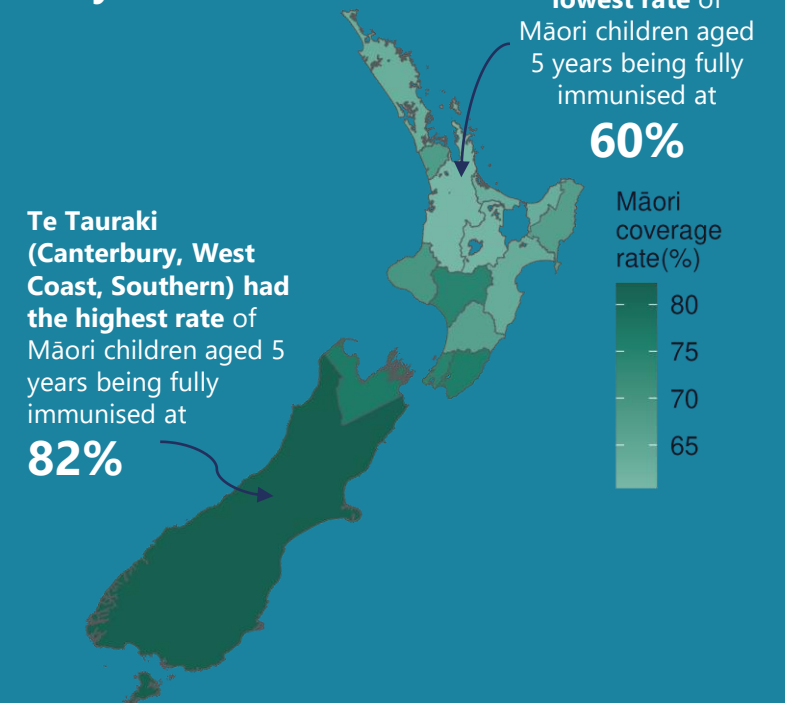 lowest rate of
Māori children aged
5 years being fully
immunised at
60%
Te Tauraki
(Canterbury, West
Coast, Southern) had
the highest rate of
Māori children aged 5
years being fully
immunised at
82%
Māori
coverage
rate(%)
80
75
70
65